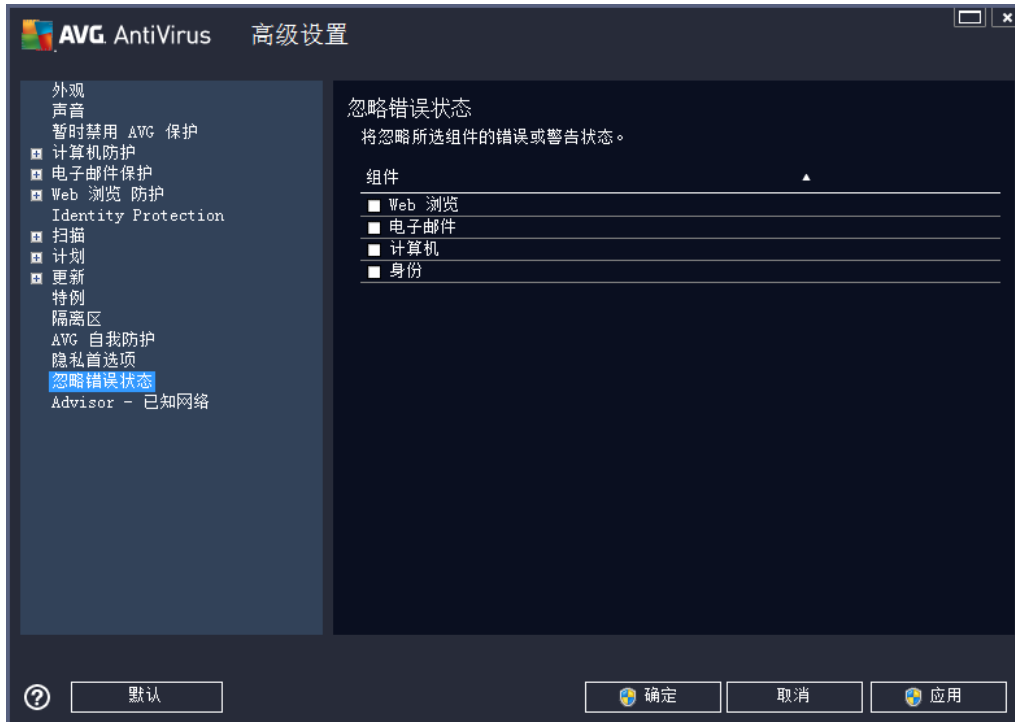 AVG. AntiVirus 高级设置
外观
声音
暂时禁用 AVG 保护
计算机防护
电子邮件保护
Web 浏览 防护
Identity Protection
扫描
计划
更新
特例
隔离区
AVG 自我防护
隐私首选项
忽略错误状态
Advisor - 已知网络
忽略错误状态
将忽略所选组件的错误或警告状态。
组件
Web 浏览
电子邮件
计算机
身份
默认 确定 取消 应用